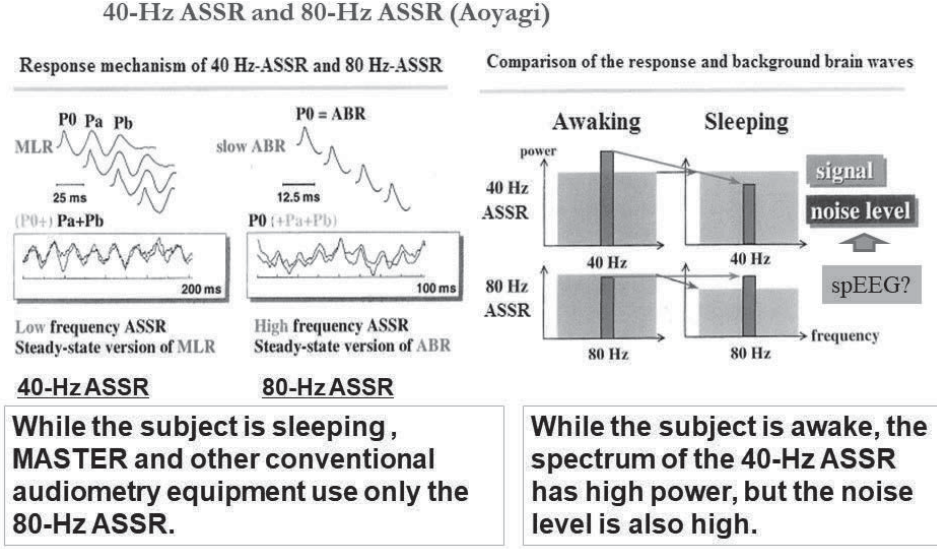 40-Hz ASSR and 80-Hz ASSR (Aoyagi)
Response mechanism of 40 Hz-ASSR and 80 Hz-ASSR
P0 Pa Pb
MLR
25 ms
(P0+) Pa+Pb
200 ms
Low frequency ASSR
Steady-state version of MLR
40-Hz ASSR
P0 = ABR
slow ABR
12.5 ms
P0 (+Pa+Pb)
100 ms
High frequency ASSR
Steady-state version of ABR
80-Hz ASSR
Comparison of the response and background brain waves
Awaking
Sleeping
power
40 Hz
ASSR
40 Hz
40 Hz
80 Hz
ASSR
80 Hz
80 Hz
frequency
signal
noise level
spEEG?
While the subject is sleeping ,
MASTER and other conventional
audiometry equipment use only the
80-Hz ASSR.
While the subject is awake, the
spectrum of the 40-Hz ASSR
has high power, but the noise
level is also high.